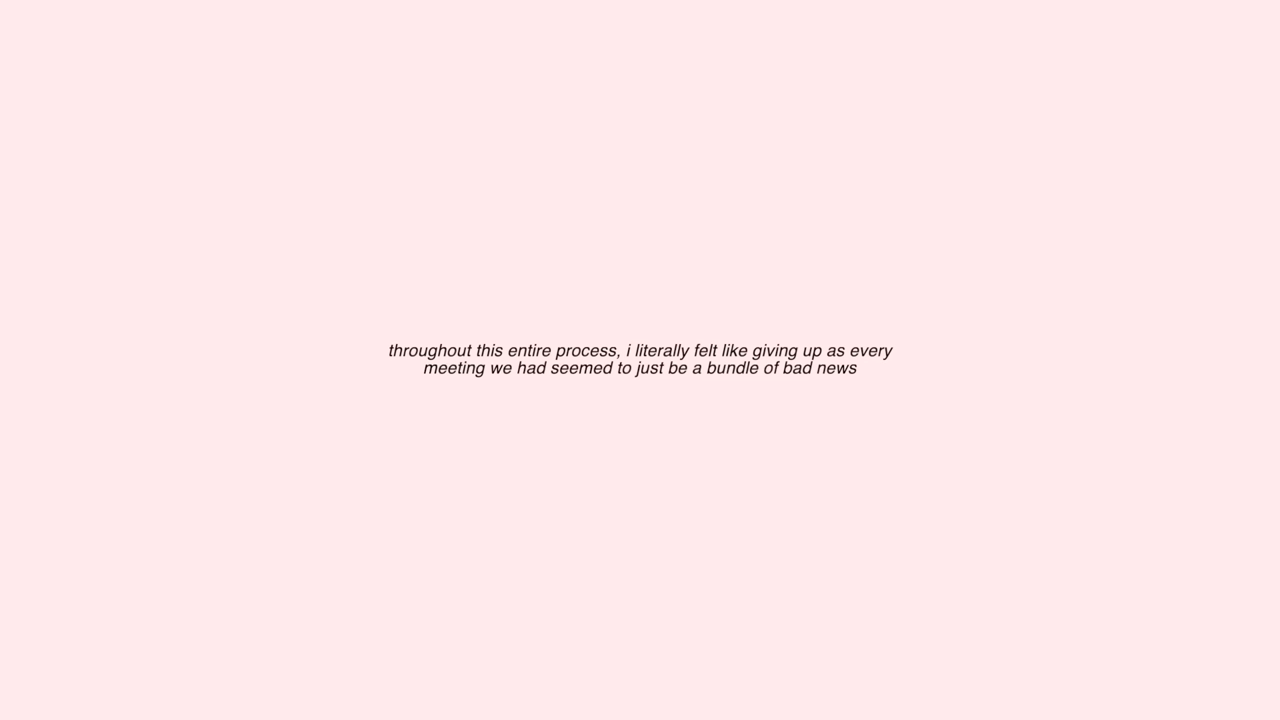 throughout this entire process, i literally felt like giving up as every
meeting we had seemed to just be a bundle of bad news